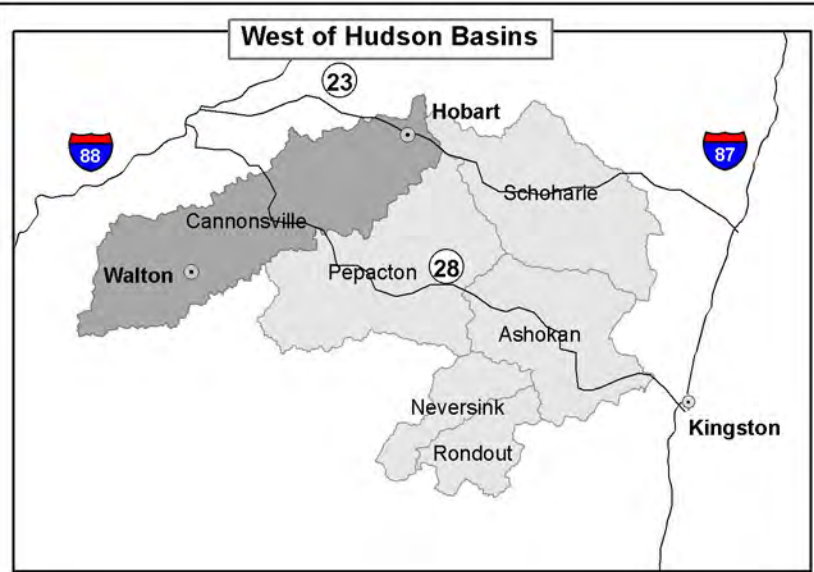 West of Hudson Basins
23
Hobart
88
87
Schoharie
Cannonsville
Walton
Pepacton
28
Ashokan
Neversink
Kingston
Rondout